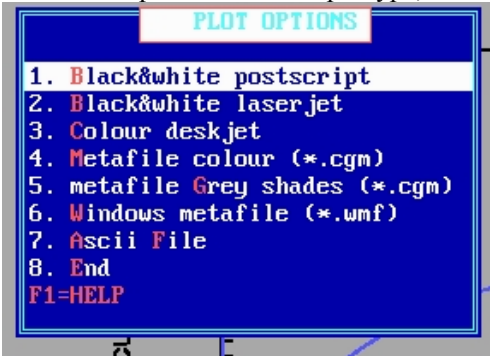 PLOT OPTIONS
1. Black&white postscript
2. Black&white laserjet
3. Colour deskjet
4. Metafile colour (*.cgm)
5. metafile Grey shades (*.cgm)
6. Windows metafile (*.wmf)
7. Ascii File
8. End
F1=HELP